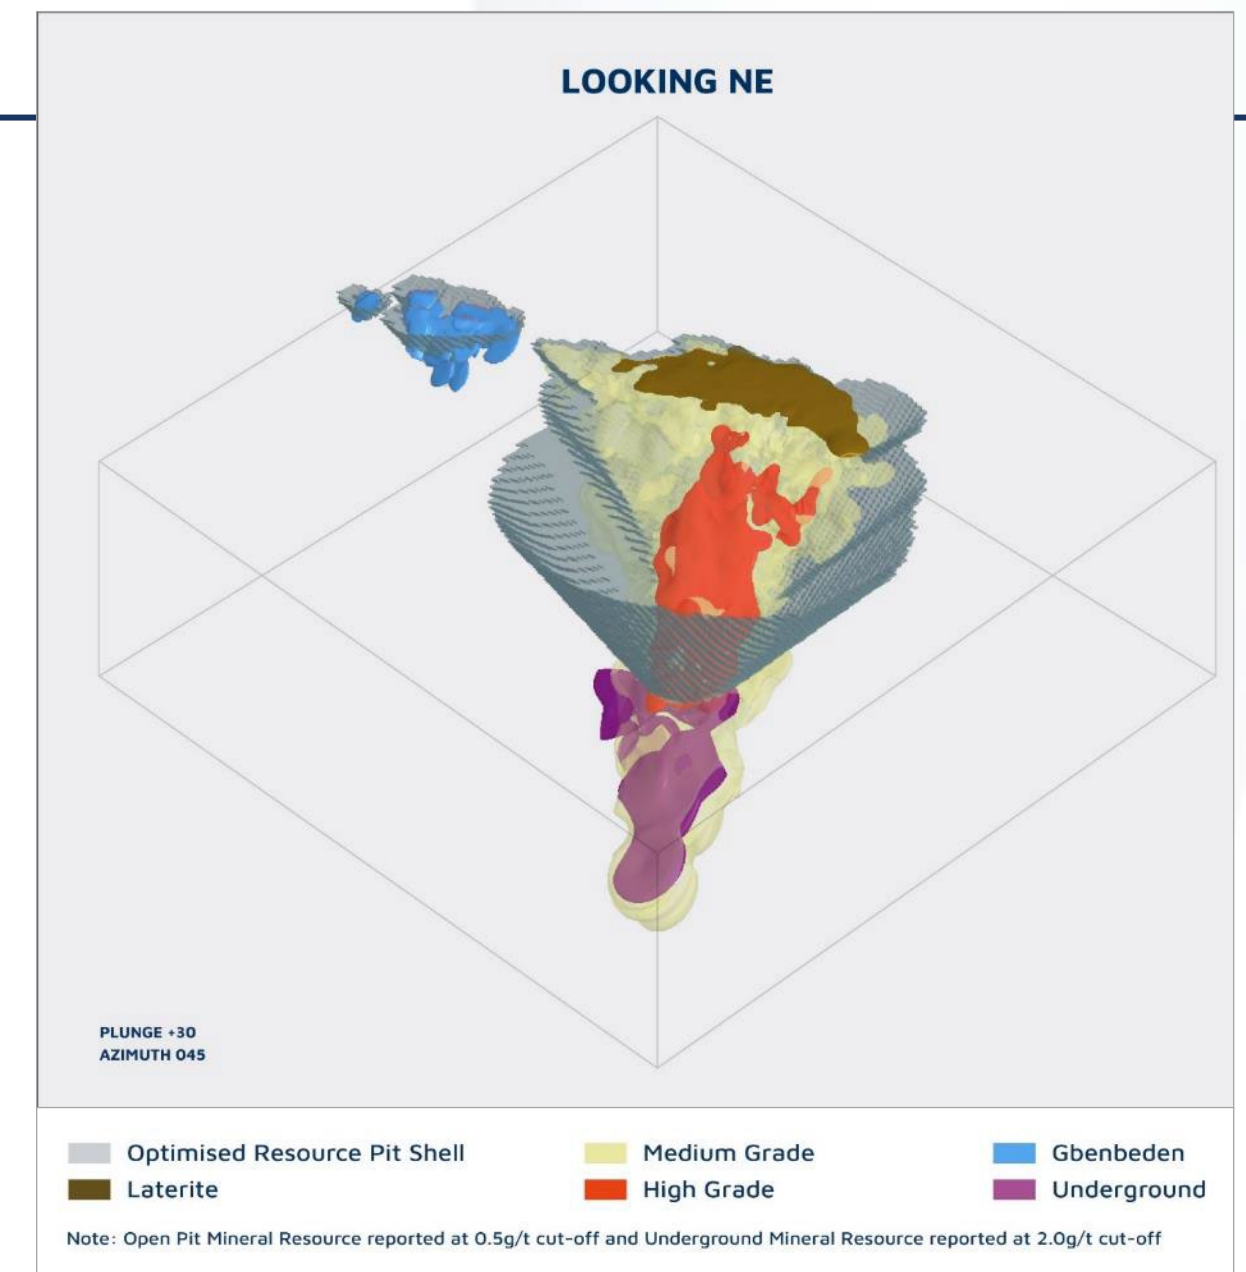 LOOKING NE
PLUNGE +30
AZIMUTH 045
Optimised Resource Pit Shell
Medium Grade
Gbenbeden
Laterite
High Grade
Underground
Note: Open Pit Mineral Resource reported at 0.5g/t cut-off and Underground Mineral Resource reported at 2.0g/t cut-off